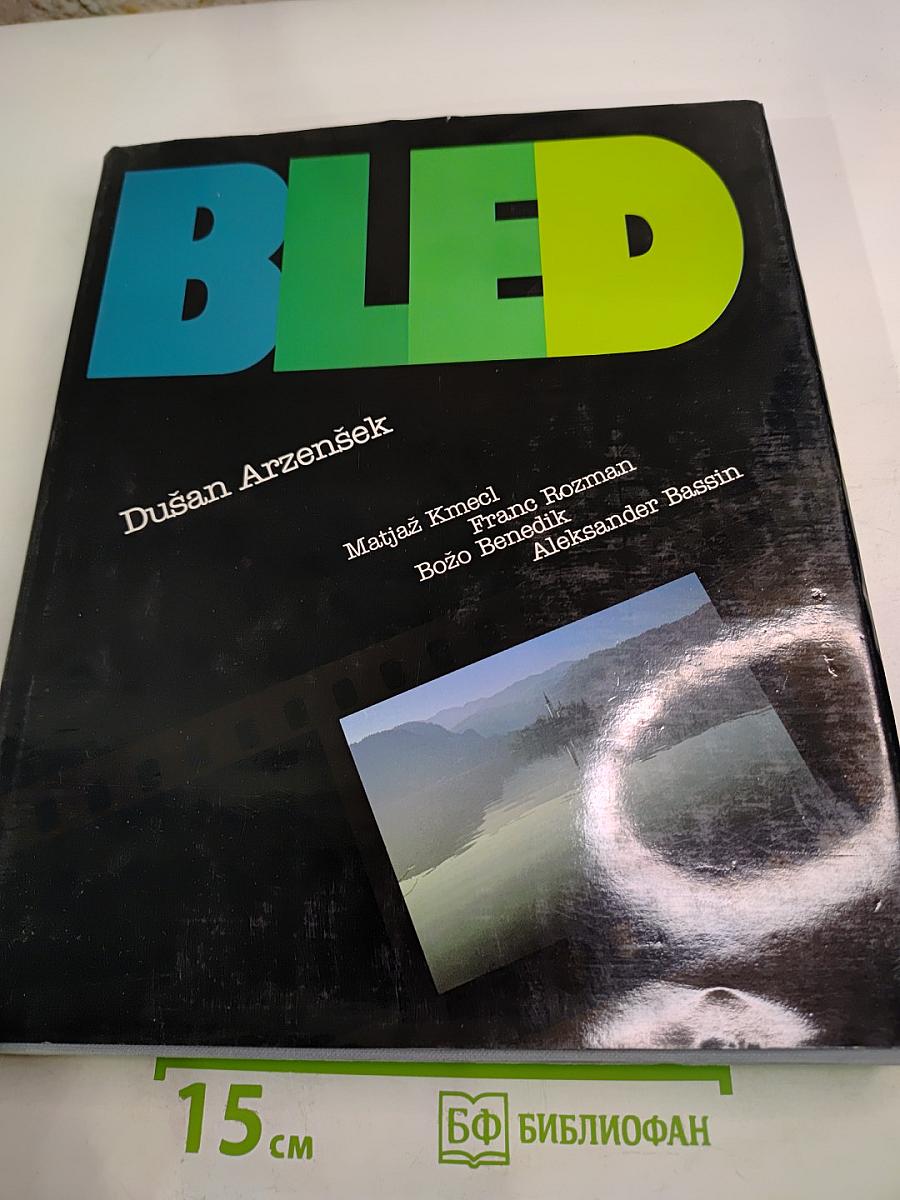 BLED
Dušan Arzenšek
Matjaž Kmecl
Franc Rozman
Božo Benedik
Aleksander Bassin
15 см
БФ БИБЛИОФАН